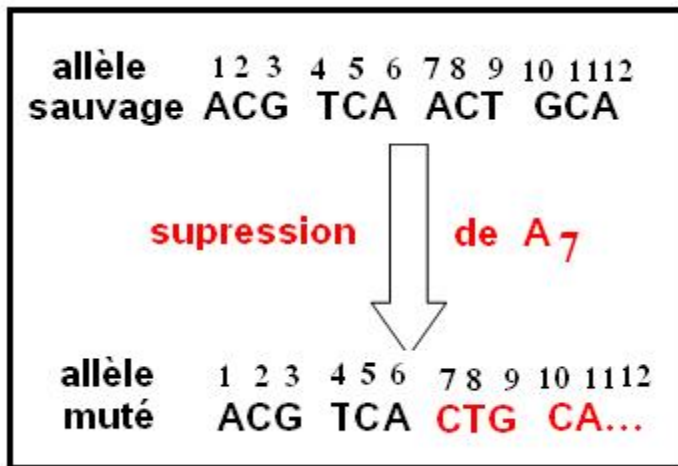 allèle 1 2 3 4 5 6 7 8 9 10 11 12
sauvage ACG TCA ACT GCA
supression de A 7
allèle 1 2 3 4 5 6 7 8 9 10 11 12
muté ACG TCA CTG CA...